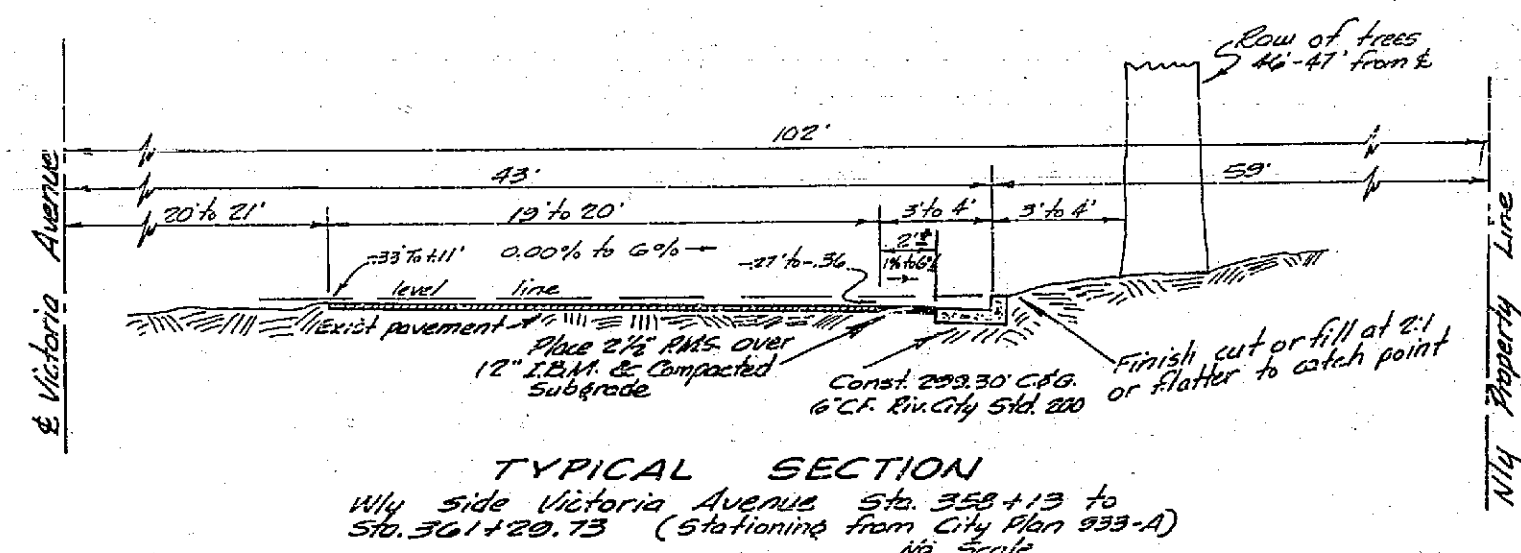 Row of trees
46'-47' from ℄
102'
43'
59'
20' to 21'
19' to 20'
3' to 4'
3' to 4'
2'±
-.33' To +.11'
0.00% to 6%
-.27' to -.36
1% to 6%
level line
Exist pavement
Place 2½" P.M.S. over
12" I.B.M. & Compacted
Subgrade
Const. 299.30' C&G.
6" C.F. Riv. City Std. 200
Finish cut or fill at 2:1
or flatter to catch point
℄ Victoria Avenue
N'ly Property Line
TYPICAL SECTION
W'ly side Victoria Avenue Sta. 358+13 to
Sta. 361+29.73 (Stationing from City Plan 933-A)
No Scale